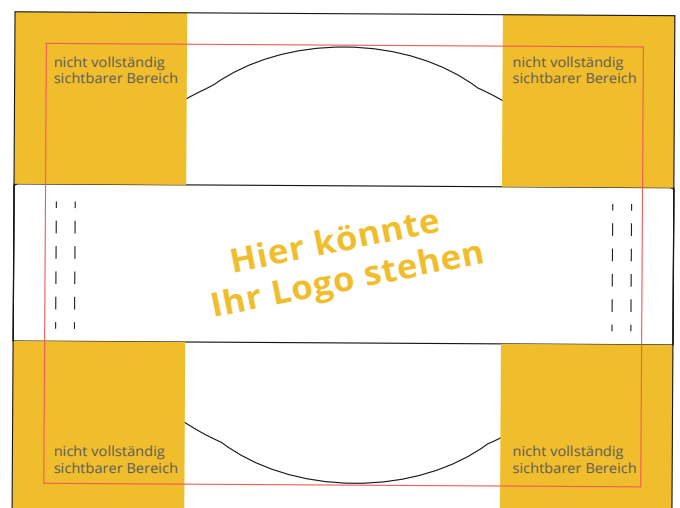 nicht vollständig
sichtbarer Bereich
nicht vollständig
sichtbarer Bereich
Hier könnte
Ihr Logo stehen
nicht vollständig
sichtbarer Bereich
nicht vollständig
sichtbarer Bereich